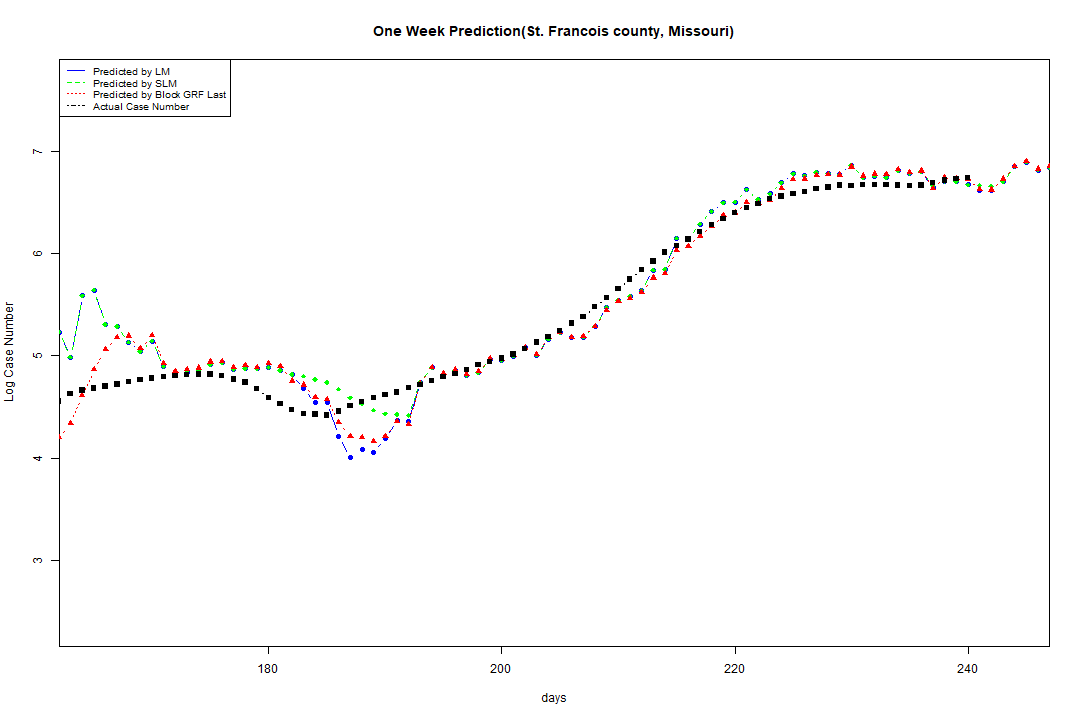 One Week Prediction(St. Francois county, Missouri)
Predicted by LM
Predicted by SLM
Predicted by Block GRF Last
Actual Case Number
7
6
5
4
3
Log Case Number
180 200 220 240
days